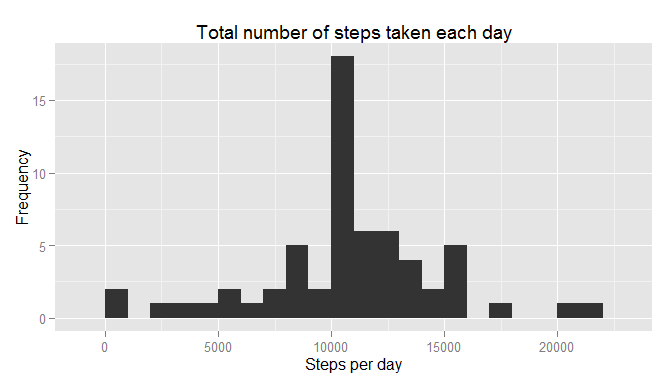 Total number of steps taken each day
Frequency
15
10
5
0
0 5000 10000 15000 20000
Steps per day